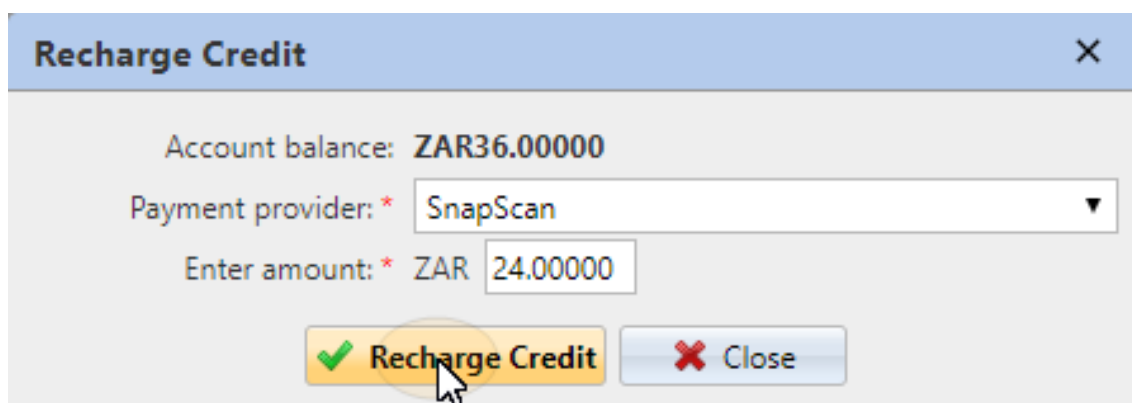 Recharge Credit
Account balance: ZAR36.00000
Payment provider: * SnapScan
Enter amount: * ZAR 24.00000
Recharge Credit Close